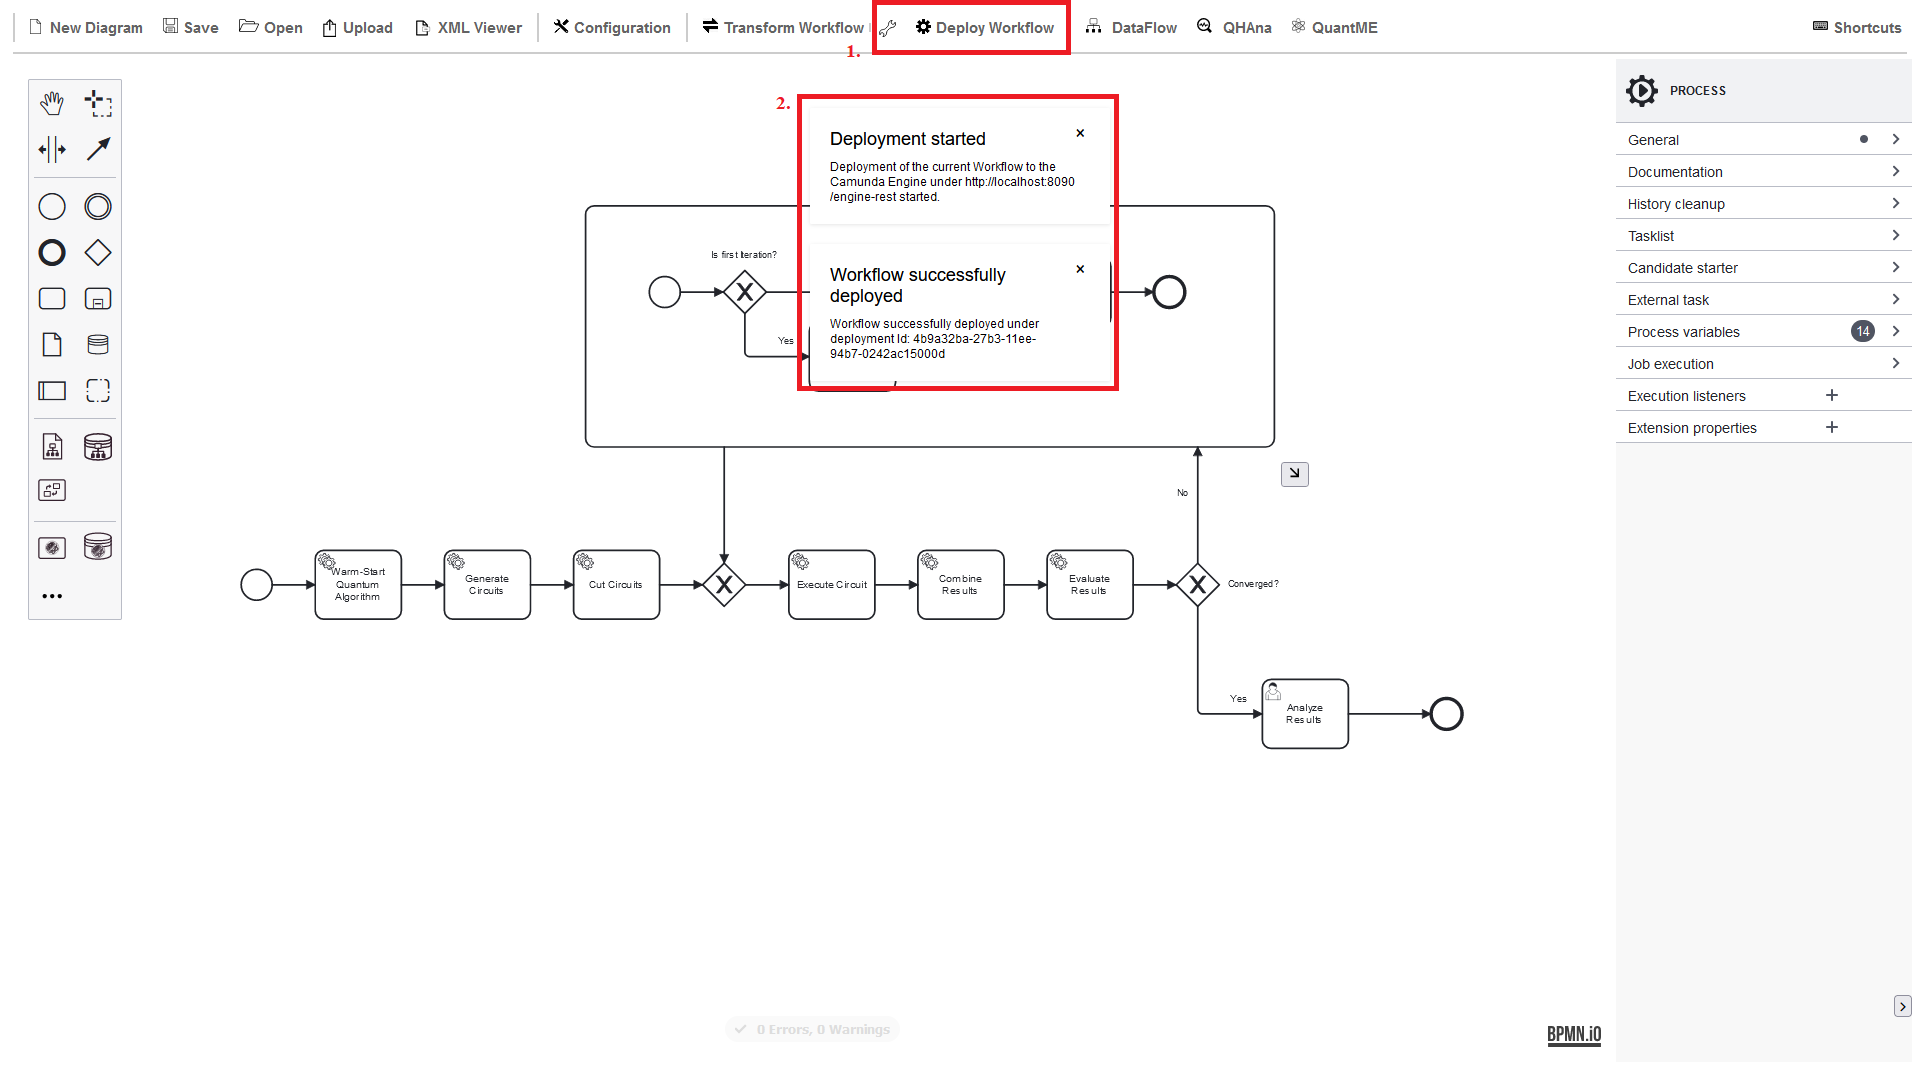 New Diagram Save Open Upload XML Viewer Configuration Transform Workflow Deploy Workflow DataFlow QHAna QuantME Shortcuts
1.
2.
Deployment started
×
Deployment of the current Workflow to the
Camunda Engine under http://localhost:8090
/engine-rest started.
Workflow successfully
deployed
×
Workflow successfully deployed under
deployment Id: 4b9a32ba-27b3-11ee-
94b7-0242ac15000d
Is first Iteration?
Yes
No
Warm-Start
Quantum
Algorithm
Generate
Circuits
Cut Circuits
Execute Circuit
Combine
Results
Evaluate
Results
Converged?
Yes
Analyze
Results
PROCESS
General
Documentation
History cleanup
Tasklist
Candidate starter
External task
Process variables 14
Job execution
Execution listeners
Extension properties
0 Errors, 0 Warnings
BPMN.iO